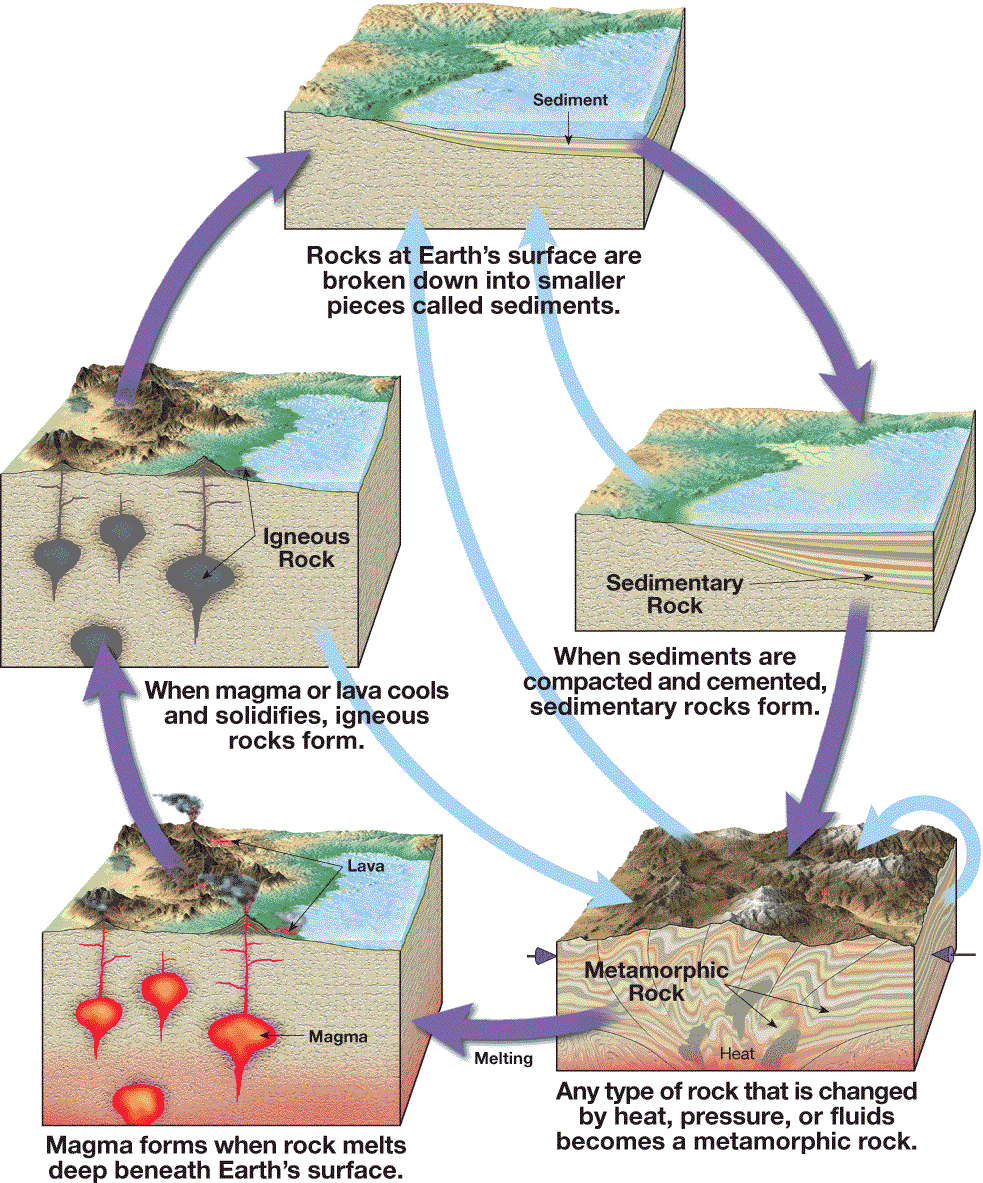 Sediment
Rocks at Earth's surface are
broken down into smaller
pieces called sediments.
Igneous
Rock
When magma or lava cools
and solidifies, igneous
rocks form.
Sedimentary
Rock
When sediments are
compacted and cemented,
sedimentary rocks form.
Lava
Magma
Magma forms when rock melts
deep beneath Earth's surface.
Melting
Metamorphic
Rock
Heat
Any type of rock that is changed
by heat, pressure, or fluids
becomes a metamorphic rock.